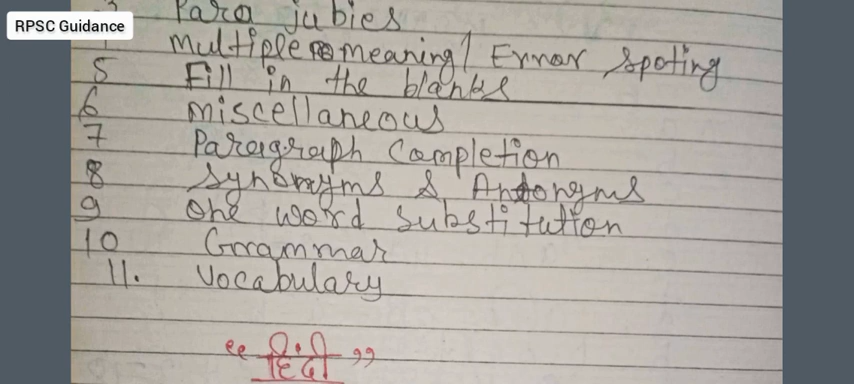 Para jubies
RPSC Guidance
4 Multiple meaning / Error spoting
5 Fill in the blanks
6 miscellaneous
7 Paragraph Completion
8 Synonyms & Antonyms
9 one word substitution
10 Grammar
11. Vocabulary
"हिंदी"